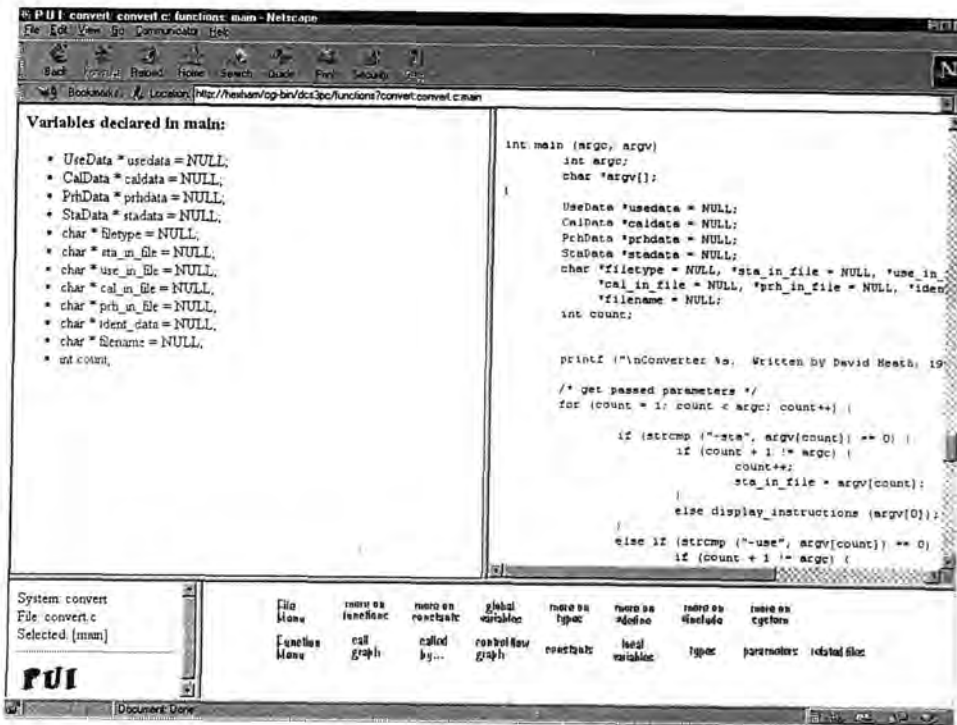 P U I: convert: convert.c: functions: main - Netscape
File Edit View Go Communicator Help
Back Forward Reload Home Search Guide Print Security
Bookmarks Location: http://hexham/cgi-bin/dcs3pc/functions?convert:convert.c:main
Variables declared in main:
• UseData * usedata = NULL;
• CalData * caldata = NULL;
• PrhData * prhdata = NULL;
• StaData * stadata = NULL;
• char * filetype = NULL;
• char * sta_in_file = NULL;
• char * use_in_file = NULL;
• char * cal_in_file = NULL;
• char * prh_in_file = NULL;
• char * ident_data = NULL;
• char * filename = NULL;
• int count;
int main (argc, argv)
int argc;
char *argv[];
{
UseData *usedata = NULL;
CalData *caldata = NULL;
PrhData *prhdata = NULL;
StaData *stadata = NULL;
char *filetype = NULL, *sta_in_file = NULL, *use_in_
*cal_in_file = NULL, *prh_in_file = NULL, *iden
*filename = NULL;
int count;
printf ("\nConverter %s. Written by David Heath, 19
/* get passed parameters */
for (count = 1; count < argc; count++) {
if (strcmp ("-sta", argv[count]) == 0) {
if (count + 1 != argc) {
count++;
sta_in_file = argv[count];
}
else display_instructions (argv[0]);
}
else if (strcmp ("-use", argv[count]) == 0)
if (count + 1 != argc) {
System: convert
File: convert.c
Selected: [main]
PUI
File Menu more on functions more on constants global variables more on types more on #define more on #include more on system
Function Menu call graph called by... control flow graph constants local variables types parameters related files
Document: Done